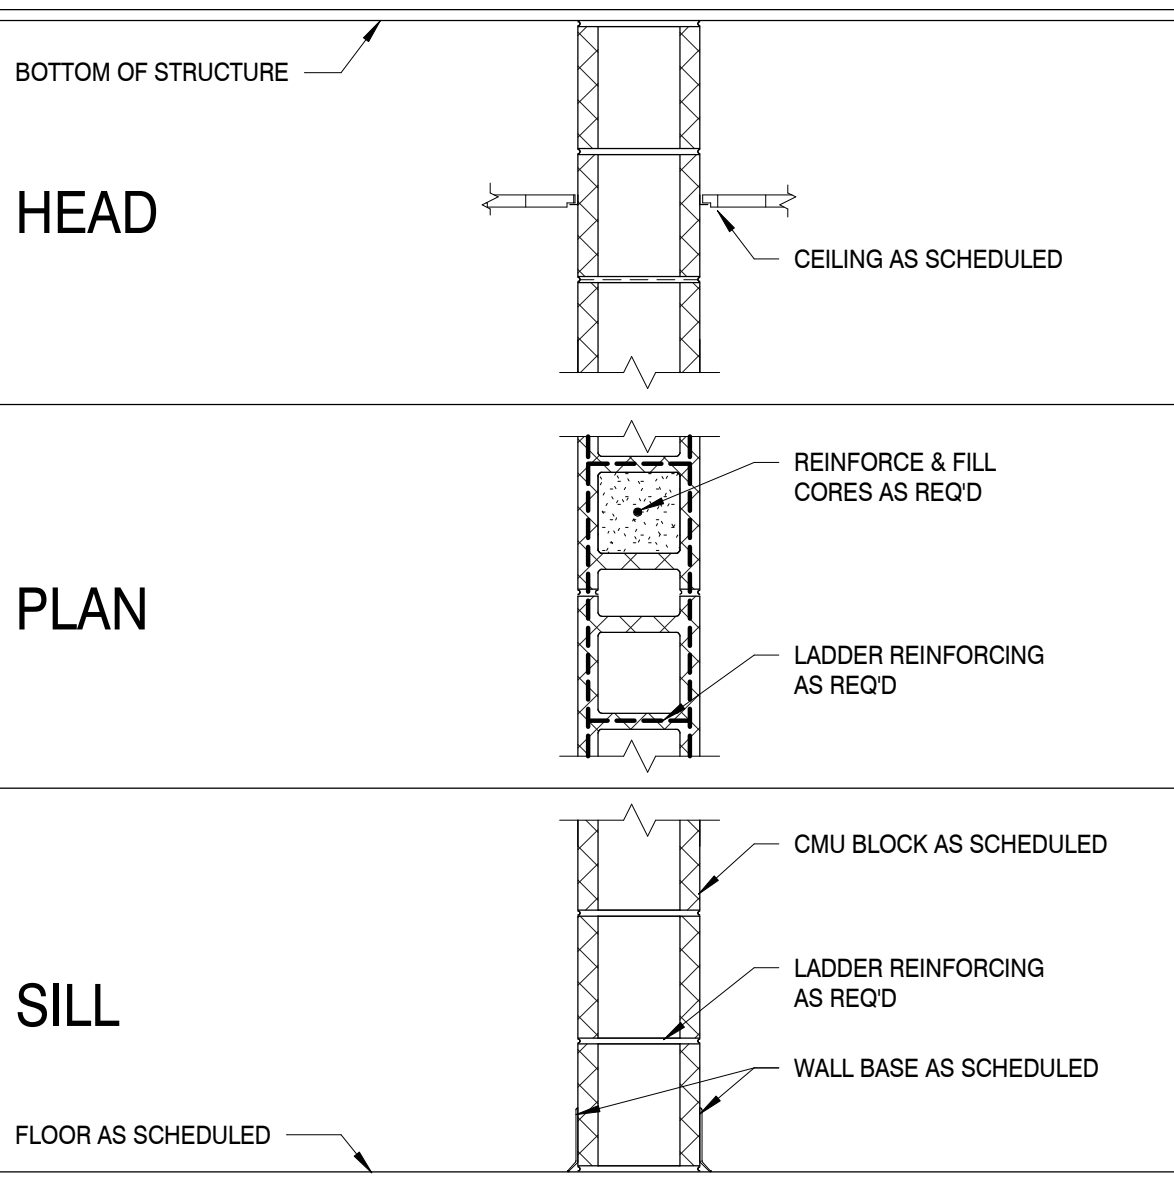 BOTTOM OF STRUCTURE
HEAD
CEILING AS SCHEDULED
REINFORCE & FILL
CORES AS REQ'D
PLAN
LADDER REINFORCING
AS REQ'D
CMU BLOCK AS SCHEDULED
LADDER REINFORCING
AS REQ'D
SILL
WALL BASE AS SCHEDULED
FLOOR AS SCHEDULED